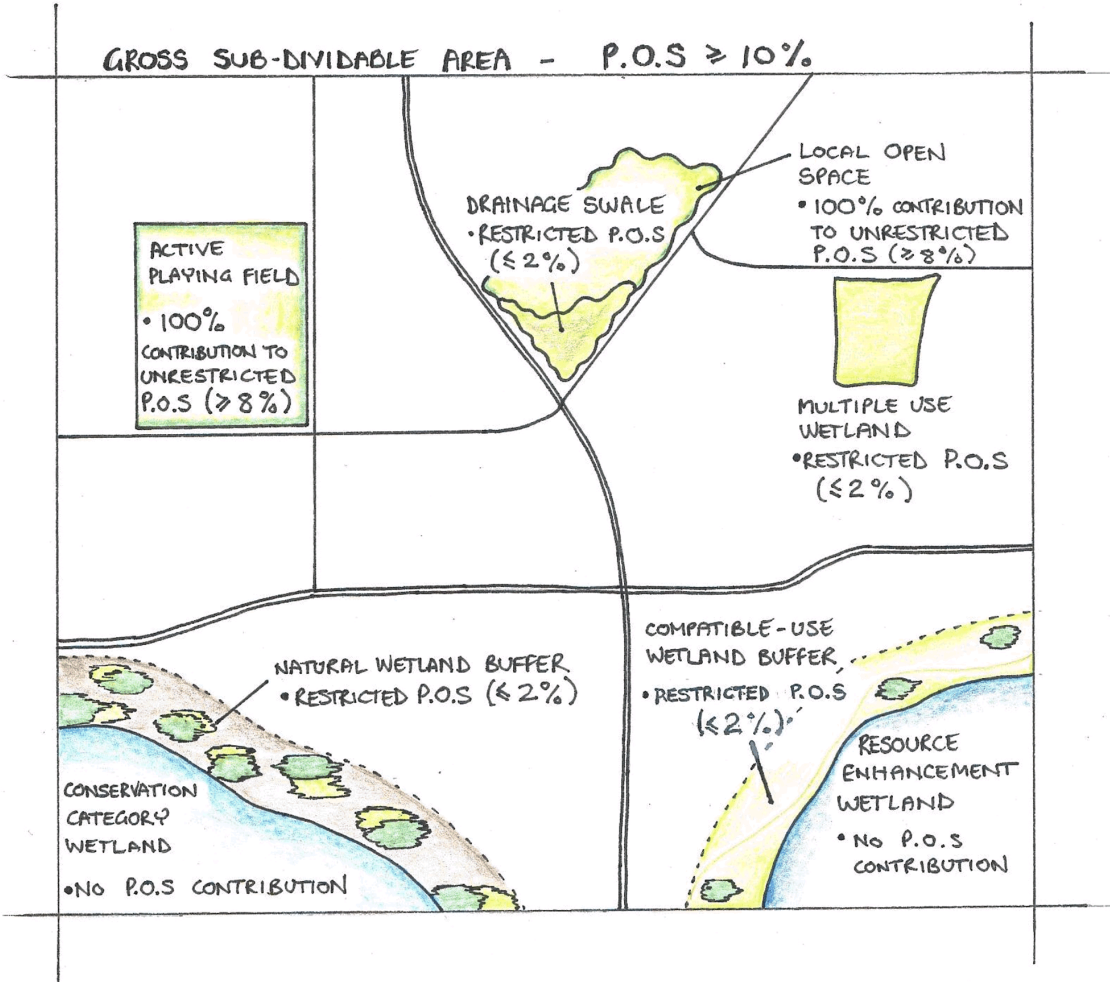 GROSS SUB-DIVIDABLE AREA - P.O.S ≥ 10%
LOCAL OPEN
SPACE
• 100% CONTRIBUTION
TO UNRESTRICTED
P.O.S (≥ 8%)
DRAINAGE SWALE
• RESTRICTED P.O.S
(≤ 2%)
ACTIVE
PLAYING FIELD
• 100%
CONTRIBUTION TO
UNRESTRICTED
P.O.S (≥ 8%)
MULTIPLE USE
WETLAND
• RESTRICTED P.O.S
(≤ 2%)
NATURAL WETLAND BUFFER
• RESTRICTED P.O.S (≤ 2%)
COMPATIBLE-USE
WETLAND BUFFER
• RESTRICTED P.O.S
(≤ 2%)
CONSERVATION
CATEGORY
WETLAND
• NO P.O.S CONTRIBUTION
RESOURCE
ENHANCEMENT
WETLAND
• NO P.O.S
CONTRIBUTION